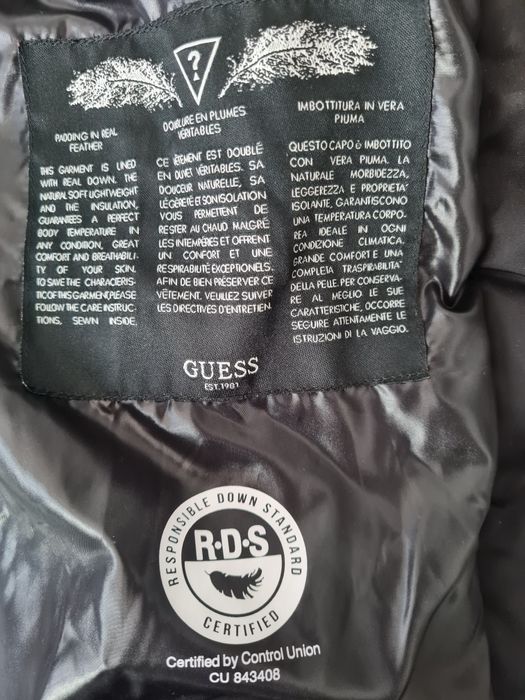 ?
PADDING IN REAL
FEATHER
THIS GARMENT IS LINED
WITH REAL DOWN. THE
NATURAL SOFT LIGHTWEIGHT
AND THE INSULATION,
GUARANTEES A PERFECT
BODY TEMPERATURE IN
ANY CONDITION, GREAT
COMFORT AND BREATHABILI-
TY OF YOUR SKIN.
TO SAVE THE CHARACTERIS-
TIC OF THIS GARMENT,PLEASE
FOLLOW THE CARE INSTRUC-
TIONS, SEWN INSIDE.
DOUBLURE EN PLUMES
VÉRITABLES
CE VÊTEMENT EST DOUBLÉ
EN DUVET VÉRITABLES. SA
DOUCEUR NATURELLE, SA
LÉGÈRETÉ ET SON ISOLATION
VOUS PERMETTENT DE
RESTER AU CHAUD MALGRÉ
LES INTEMPÉRIES ET OFFRENT
UN CONFORT ET UNE
RESPIRABILITÉ EXCEPTIONNELS.
AFIN DE BIEN PRÉSERVER CE
VÊTEMENT. VEUILLEZ SUIVER
LES DIRECTIVES D'ENTRETIEN
IMBOTTITURA IN VERA
PIUMA
QUESTO CAPO è IMBOTTITO
CON VERA PIUMA. LA
NATURALE MORBIDEZZA,
LEGGEREZZA E PROPRIETA'
ISOLANTE, GARANTISCONO
UNA TEMPERATURA CORPO-
REA IDEALE IN OGNI
CONDIZIONE CLIMATICA.
GRANDE COMFORT E UNA
COMPLETA TRASPIRABILITA'
DELLA PELLE. PER CONSERVA-
RE AL MEGLIO LE SUE
CARATTERISTICHE, OCCORRE
SEGUIRE ATTENTAMENTE LE
ISTRUZIONI DI LA VAGGIO.
GUESS
EST.1981
RESPONSIBLE DOWN STANDARD
R·D·S
CERTIFIED
Certified by Control Union
CU 843408